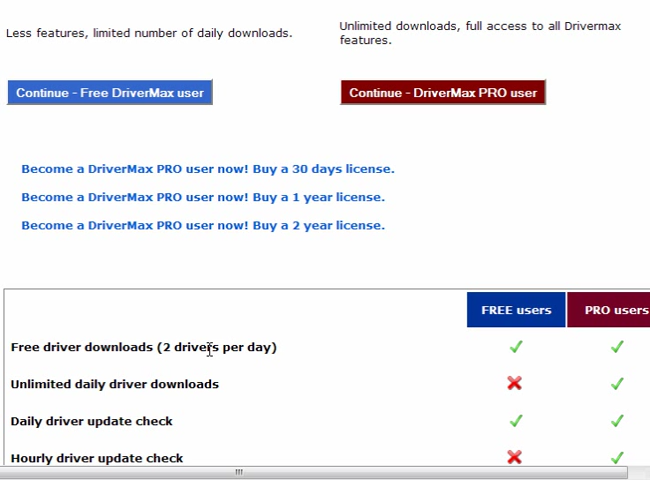 Less features, limited number of daily downloads.
Unlimited downloads, full access to all Drivermax
features.
Continue - Free DriverMax user
Continue - DriverMax PRO user
Become a DriverMax PRO user now! Buy a 30 days license.
Become a DriverMax PRO user now! Buy a 1 year license.
Become a DriverMax PRO user now! Buy a 2 year license.
FREE users
PRO users
Free driver downloads (2 drivers per day)
Unlimited daily driver downloads
Daily driver update check
Hourly driver update check